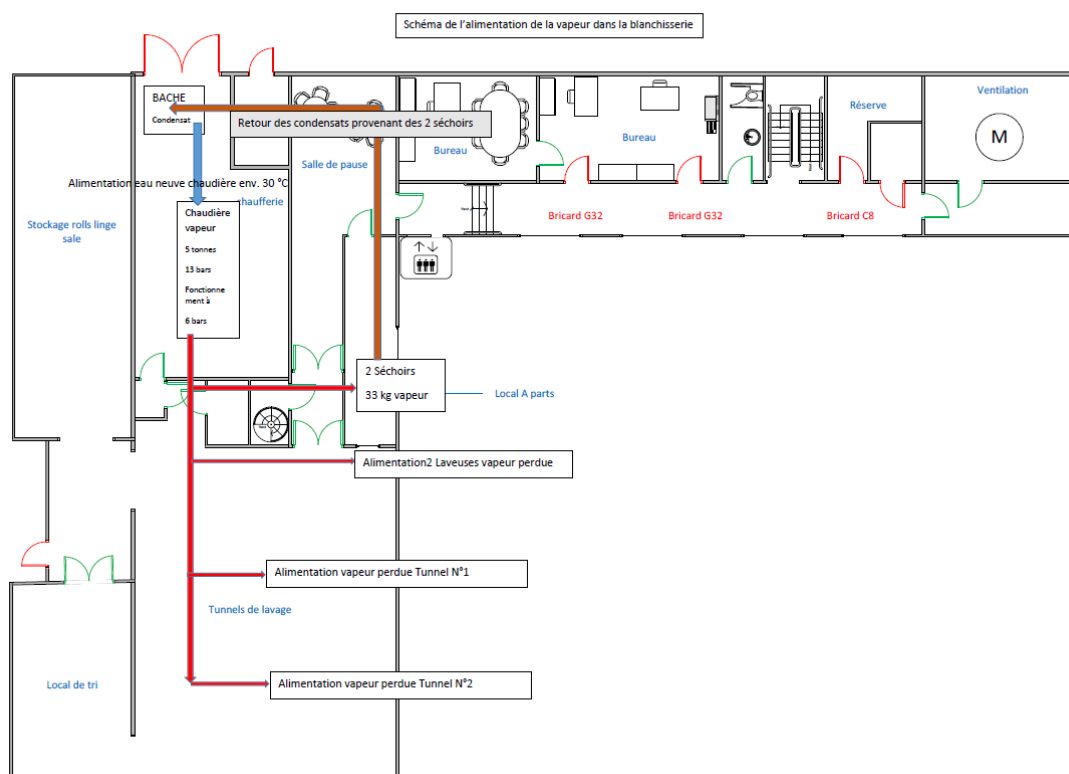 Schéma de l'alimentation de la vapeur dans la blanchisserie
BACHE
Condensat
Retour des condensats provenant des 2 séchoirs
Bureau
Bureau
Réserve
Ventilation
M
Salle de pause
Alimentation eau neuve chaudière env. 30 °C
chaufferie
Stockage rolls linge
sale
Chaudière
vapeur
5 tonnes
13 bars
Fonctionne
ment à
6 bars
Bricard G32
Bricard G32
Bricard C8
2 Séchoirs
33 kg vapeur
Local A parts
Alimentation2 Laveuses vapeur perdue
Alimentation vapeur perdue Tunnel N°1
Tunnels de lavage
Local de tri
Alimentation vapeur perdue Tunnel N°2